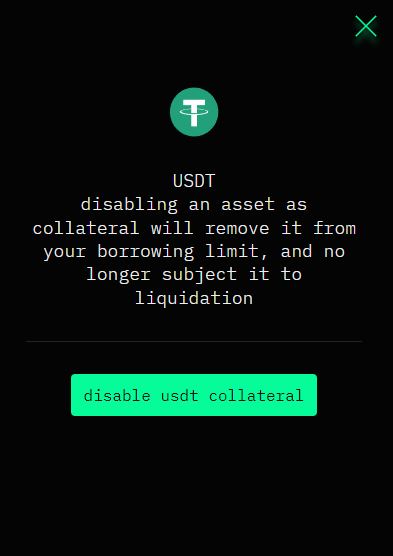 USDT
disabling an asset as
collateral will remove it from
your borrowing limit, and no
longer subject it to
liquidation
disable usdt collateral